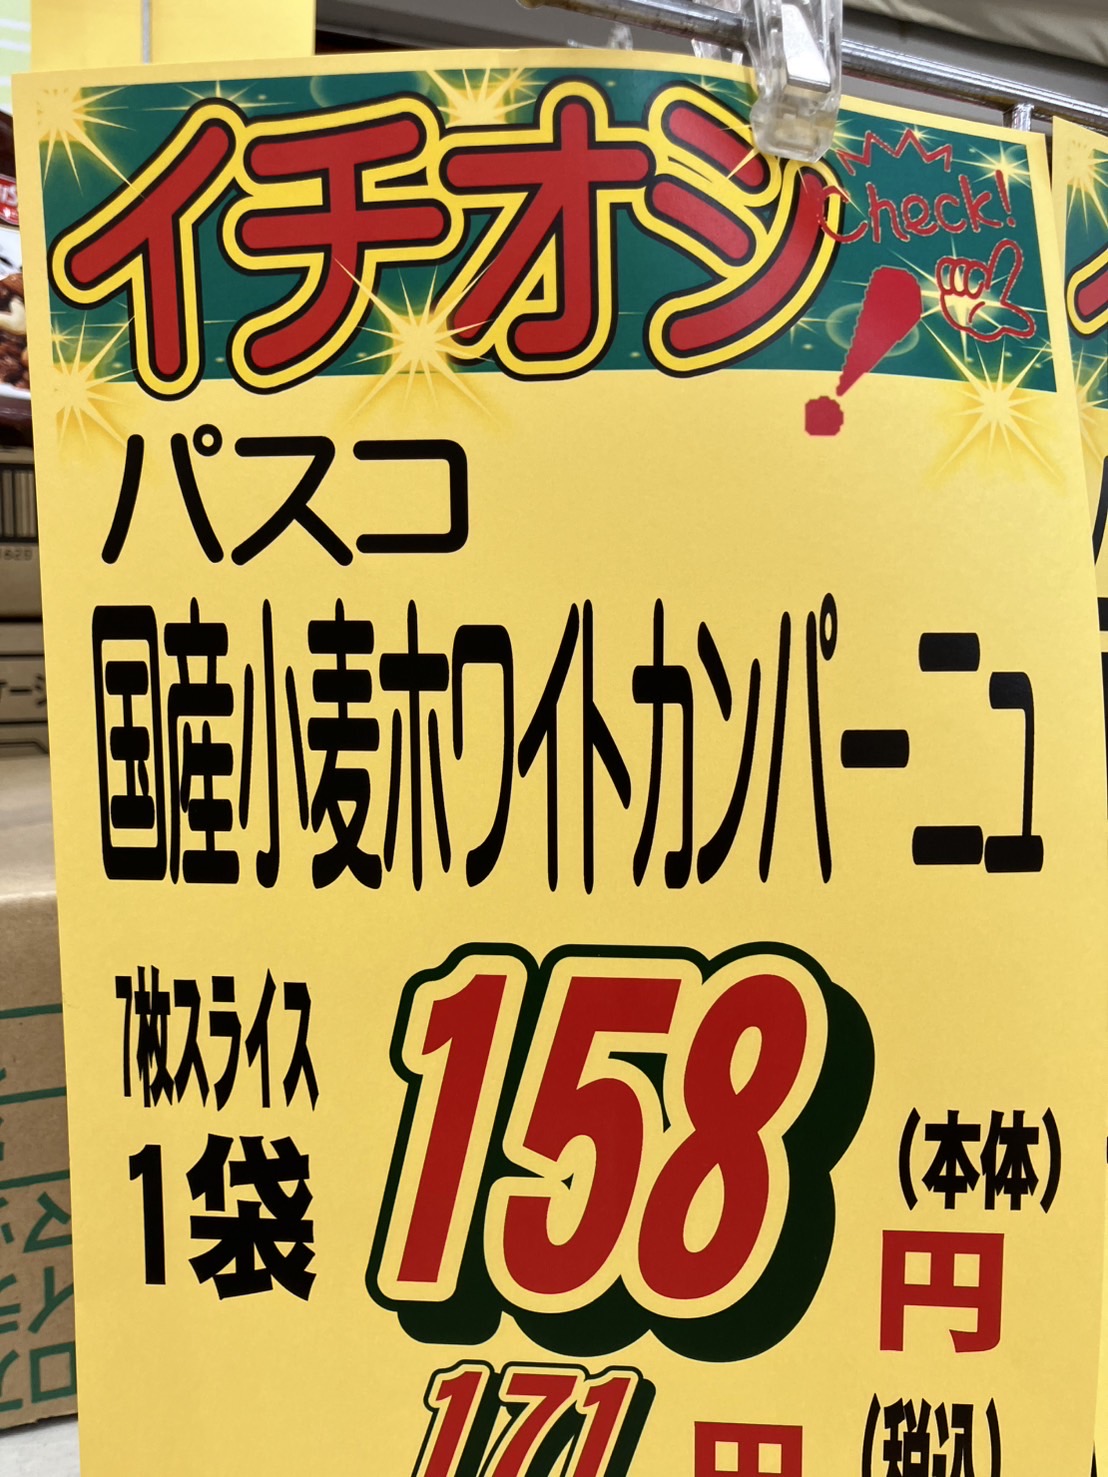 イチオシ
Check!
!
パスコ
国産小麦ホワイトカンパーニュ
7枚スライス
1袋
158
(本体)
円
171
円
(税込)